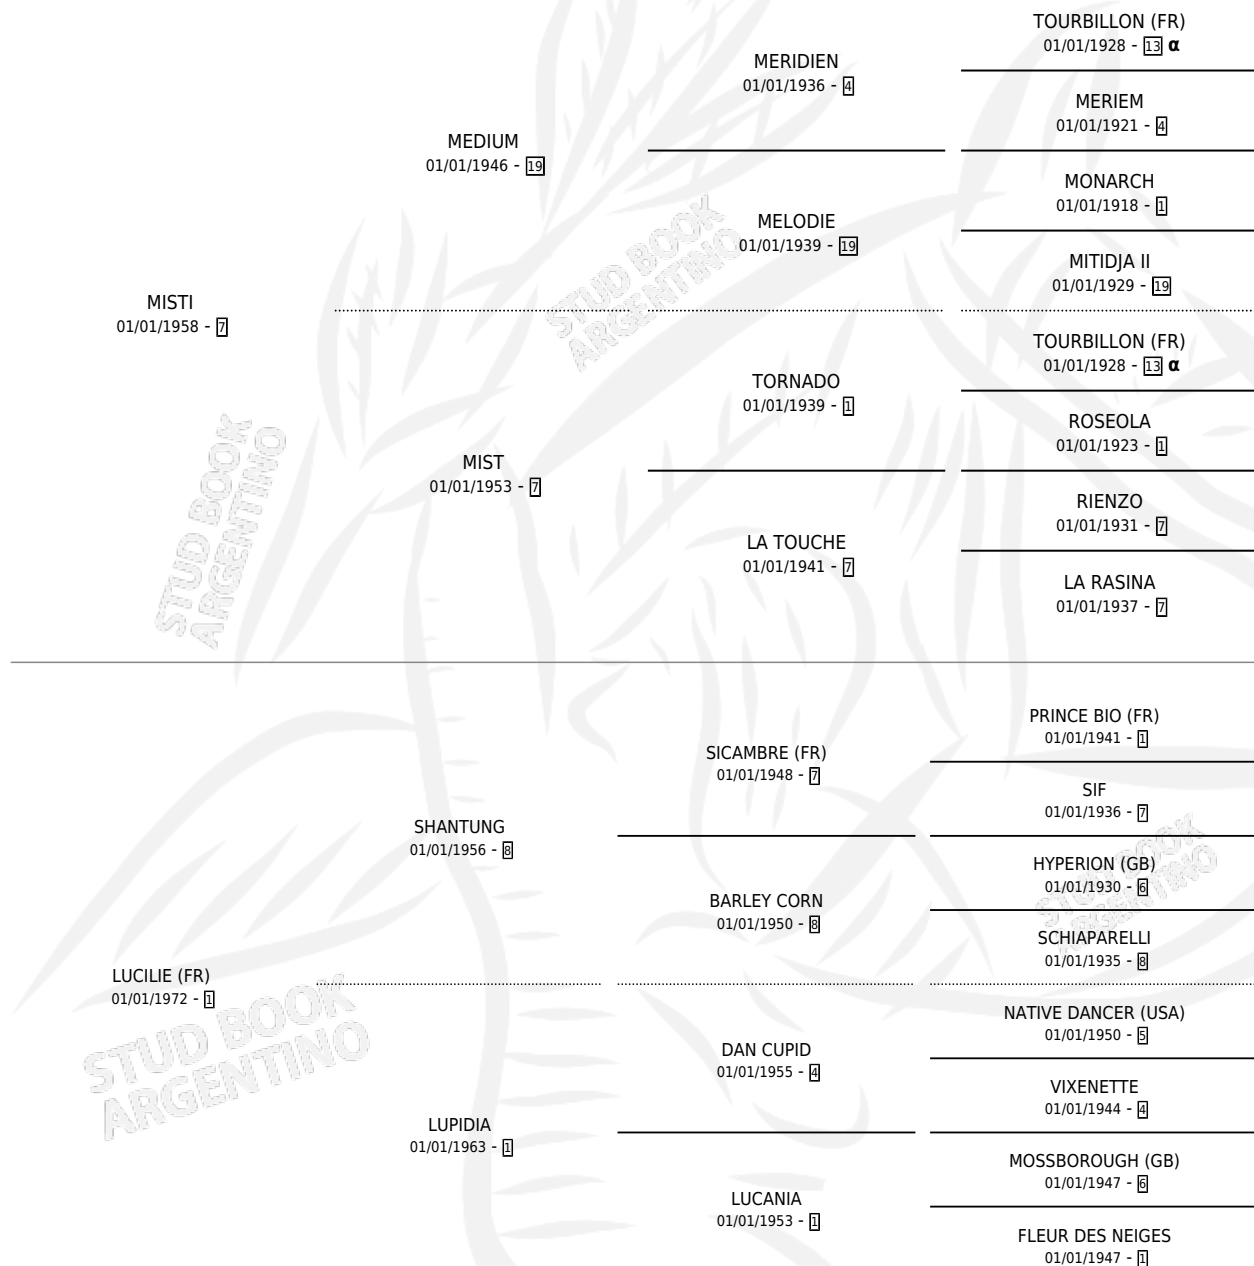 TOURBILLON (FR)
01/01/1928 - 13 α
MERIDIEN
01/01/1936 - 4
MERIEM
01/01/1921 - 4
MEDIUM
01/01/1946 - 19
MONARCH
01/01/1918 - 1
MELODIE
01/01/1939 - 19
MITIDJA II
01/01/1929 - 19
MISTI
01/01/1958 - 7
STUD BOOK
ARGENTINO
TOURBILLON (FR)
01/01/1928 - 13 α
TORNADO
01/01/1939 - 1
ROSEOLA
01/01/1923 - 1
MIST
01/01/1953 - 7
RIENZO
01/01/1931 - 7
LA TOUCHE
01/01/1941 - 7
LA RASINA
01/01/1937 - 7
STUD BOOK
ARGENTINO
PRINCE BIO (FR)
01/01/1941 - 1
SICAMBRE (FR)
01/01/1948 - 7
SIF
01/01/1936 - 7
SHANTUNG
01/01/1956 - 8
HYPERION (GB)
01/01/1930 - 6
BARLEY CORN
01/01/1950 - 8
STUD BOOK
ARGENTINO
SCHIAPARELLI
01/01/1935 - 8
LUCILIE (FR)
01/01/1972 - 1
NATIVE DANCER (USA)
01/01/1950 - 5
DAN CUPID
01/01/1955 - 4
STUD BOOK
ARGENTINO
VIXENETTE
01/01/1944 - 4
LUPIDIA
01/01/1963 - 1
MOSSBOROUGH (GB)
01/01/1947 - 6
LUCANIA
01/01/1953 - 1
FLEUR DES NEIGES
01/01/1947 - 1